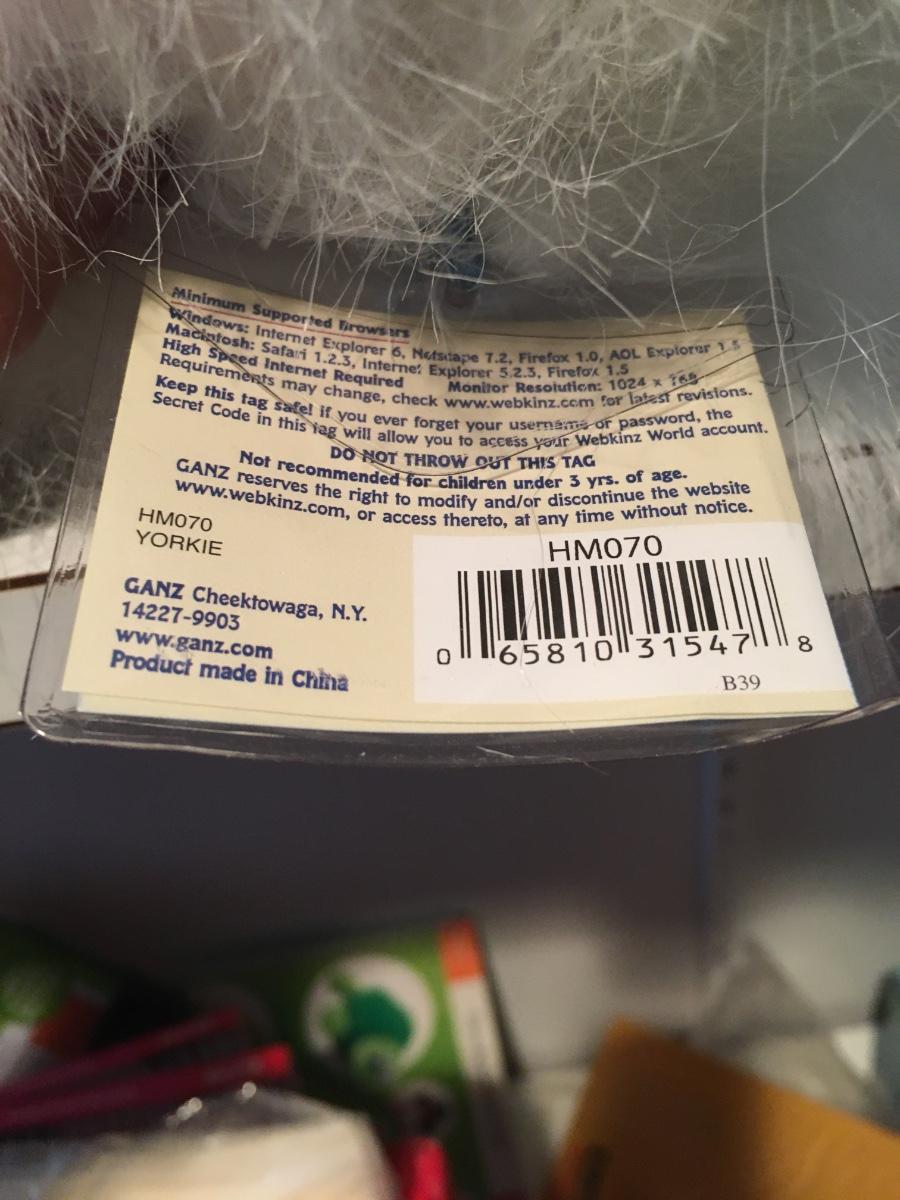 Minimum Supported Browsers
Windows: Internet Explorer 6, Netscape 7.2, Firefox 1.0, AOL Explorer 1.5
Macintosh: Safari 1.2.3, Internet Explorer 5.2.3, Firefox 1.5
High Speed Internet Required Monitor Resolution: 1024 x 768
Requirements may change, check www.webkinz.com for latest revisions.
Keep this tag safe! If you ever forget your username or password, the
Secret Code in this tag will allow you to access your Webkinz World account.
DO NOT THROW OUT THIS TAG
Not recommended for children under 3 yrs. of age.
GANZ reserves the right to modify and/or discontinue the website
www.webkinz.com, or access thereto, at any time without notice.
HM070
YORKIE
GANZ Cheektowaga, N.Y.
14227-9903
www.ganz.com
Product made in China
HM070
0 65810 31547 8
B39